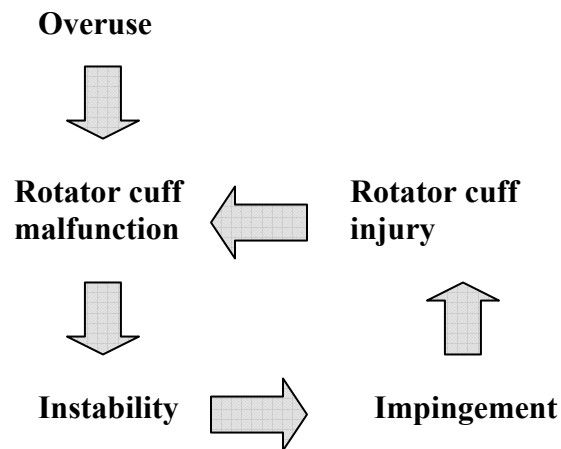 Overuse
Rotator cuff
malfunction
Rotator cuff
injury
Instability
Impingement